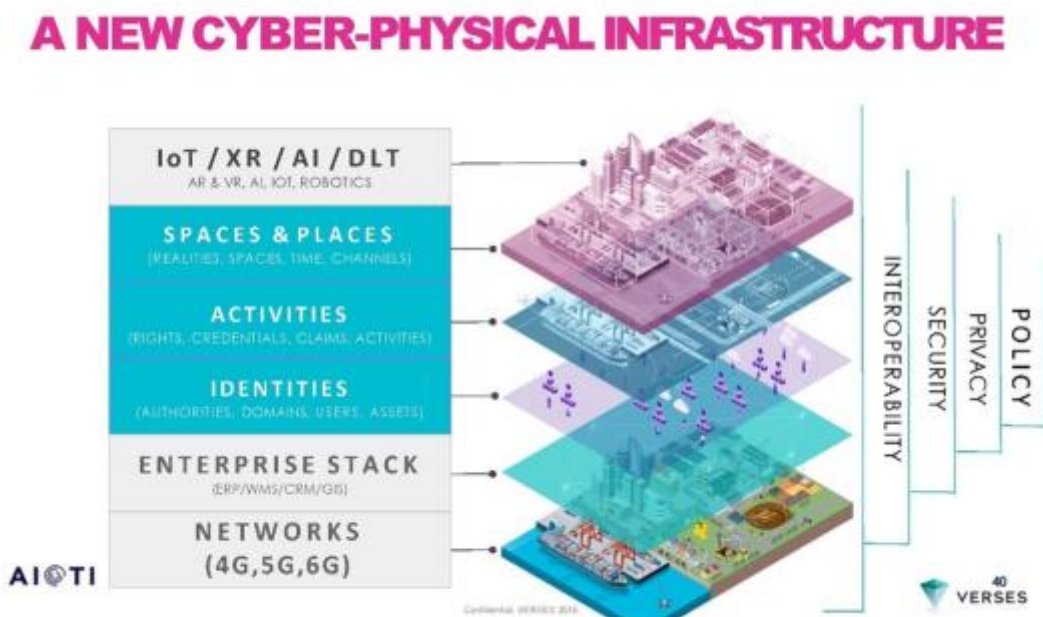 A NEW CYBER-PHYSICAL INFRASTRUCTURE
IoT / XR / AI / DLT
AR & VR, AI, IOT, ROBOTICS
SPACES & PLACES
(REALITIES, SPACES, TIME, CHANNELS)
ACTIVITIES
(RIGHTS, CREDENTIALS, CLAIMS, ACTIVITIES)
IDENTITIES
(AUTHORITIES, DOMAINS, USERS, ASSETS)
ENTERPRISE STACK
(ERP/WMS/CRM/GIS)
NETWORKS
(4G,5G,6G)
INTEROPERABILITY
SECURITY
PRIVACY
POLICY
AIOTI
Confidential, VERSES
40
VERSES